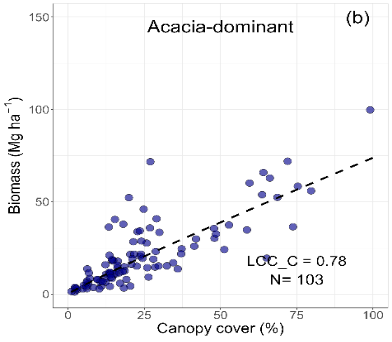 (b)
Acacia-dominant
150
100
50
0
Biomass (Mg ha⁻¹)
LCC_C = 0.78
N= 103
0 25 50 75 100
Canopy cover (%)